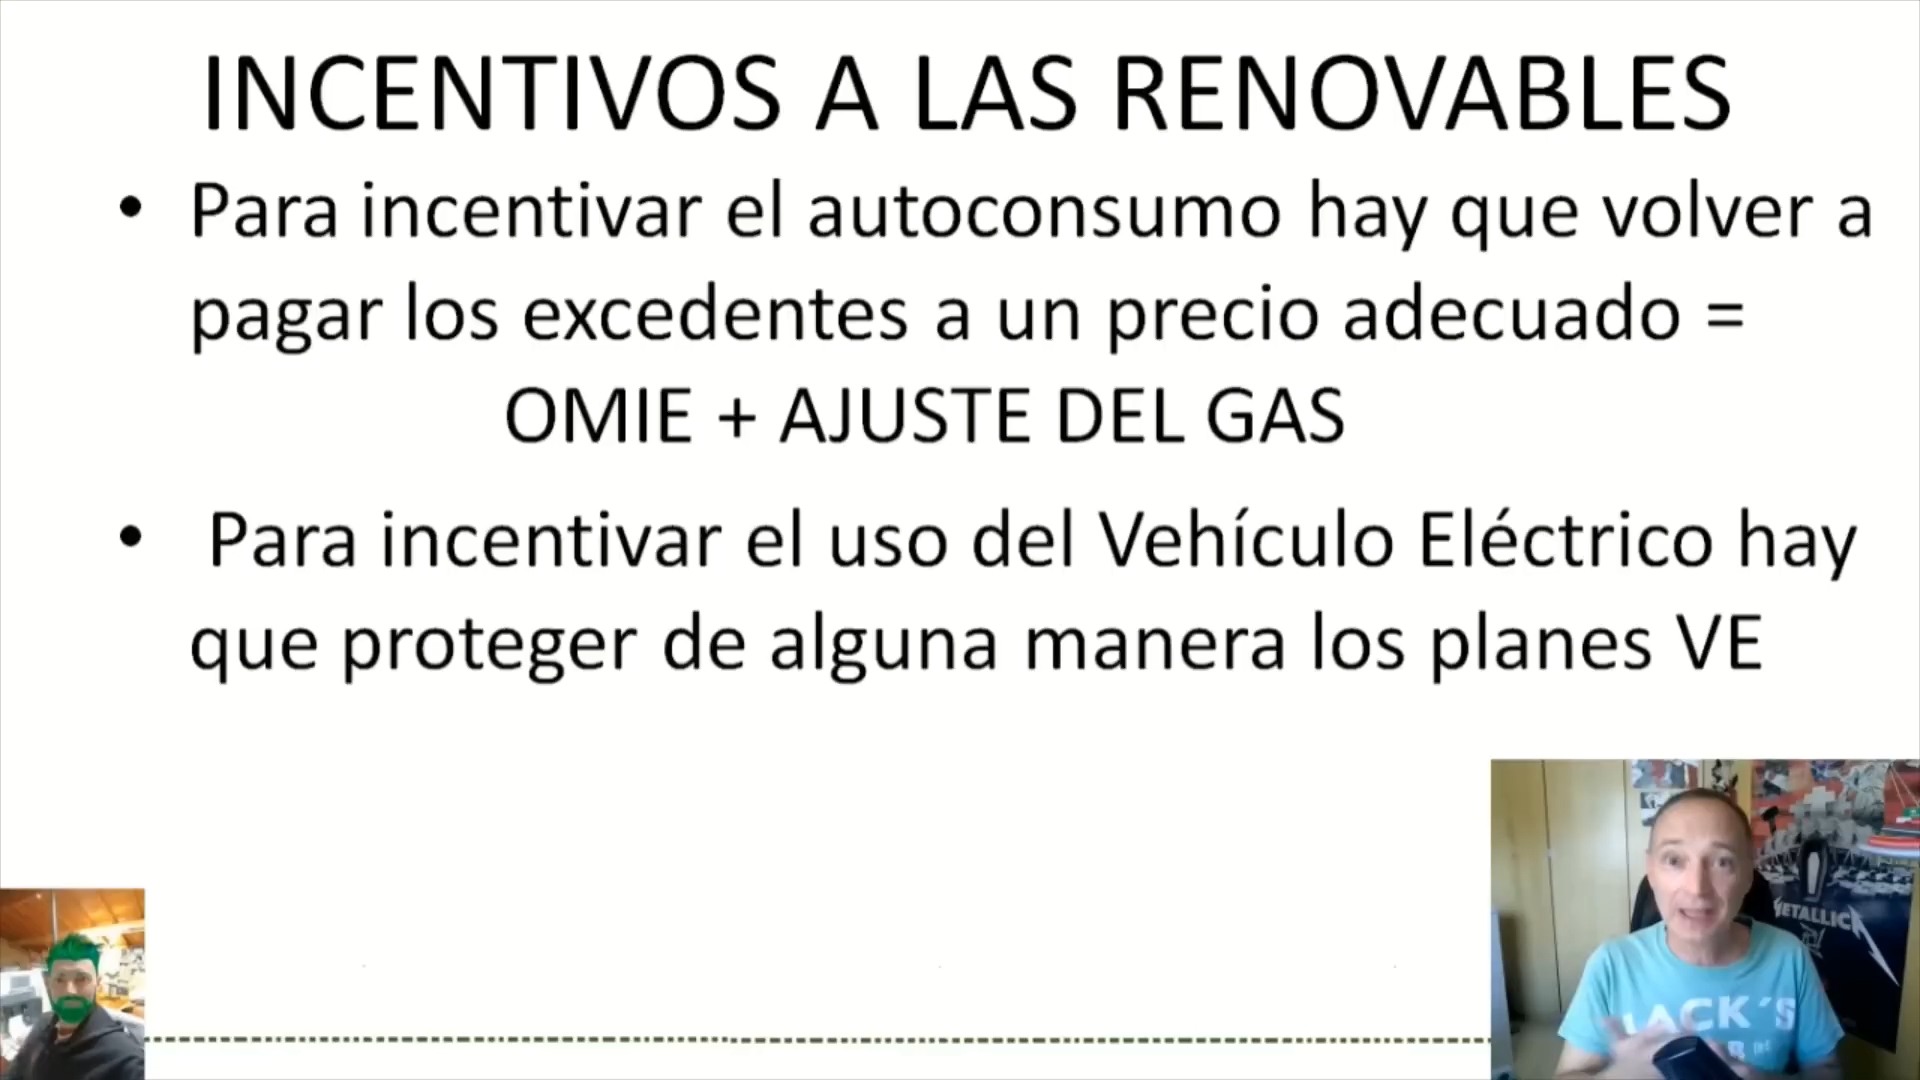 INCENTIVOS A LAS RENOVABLES
• Para incentivar el autoconsumo hay que volver a
pagar los excedentes a un precio adecuado =
OMIE + AJUSTE DEL GAS
• Para incentivar el uso del Vehículo Eléctrico hay
que proteger de alguna manera los planes VE
METALLICA